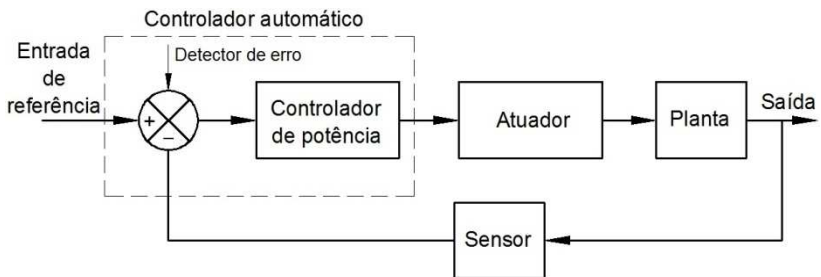 Controlador automático
Entrada
de
referência
Detector de erro
+
−
Controlador
de potência
Atuador
Planta
Saída
Sensor